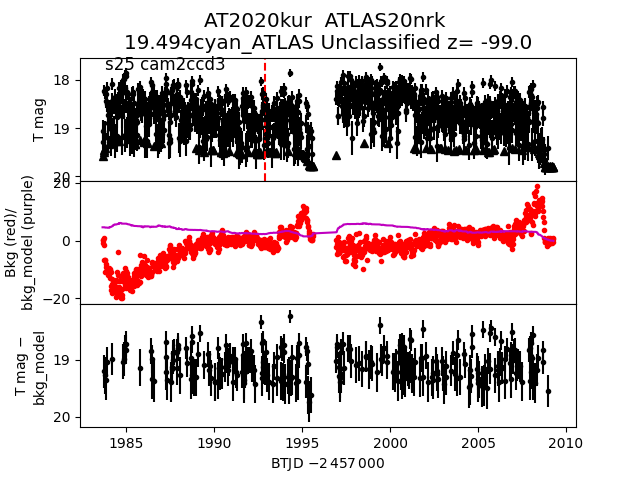 AT2020kur  ATLAS20nrk
19.494cyan_ATLAS Unclassified z= -99.0
s25 cam2ccd3
T mag
18
19
20
Bkg (red)/
bkg_model (purple)
20
0
−20
T mag −
bkg_model
19
20
1985 1990 1995 2000 2005 2010
BTJD −2 457 000